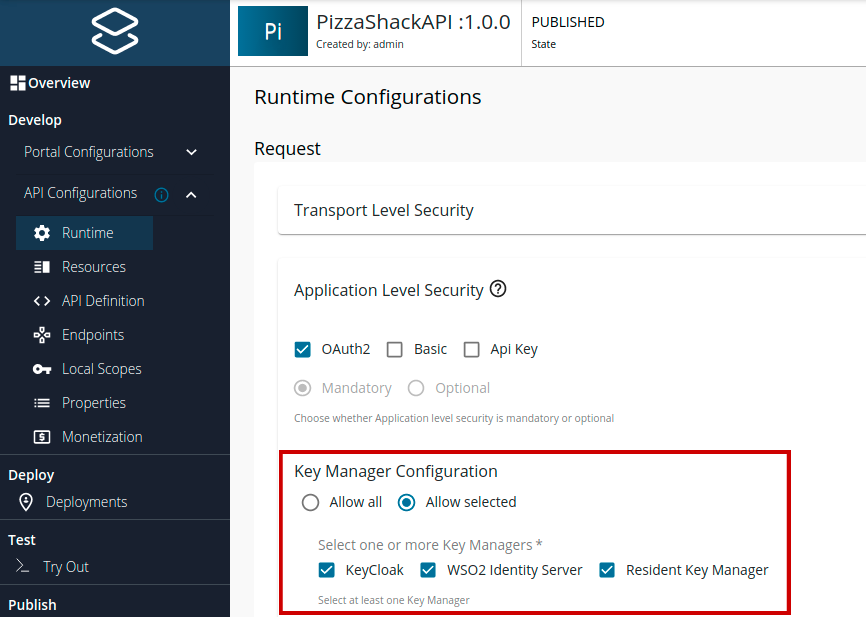 Pi
PizzaShackAPI :1.0.0
Created by: admin
PUBLISHED
State
Overview
Develop
Portal Configurations
API Configurations
Runtime
Resources
API Definition
Endpoints
Local Scopes
Properties
Monetization
Deploy
Deployments
Test
Try Out
Publish
Runtime Configurations
Request
Transport Level Security
Application Level Security
OAuth2 Basic Api Key
Mandatory Optional
Choose whether Application level security is mandatory or optional
Key Manager Configuration
Allow all Allow selected
Select one or more Key Managers *
KeyCloak WSO2 Identity Server Resident Key Manager
Select at least one Key Manager